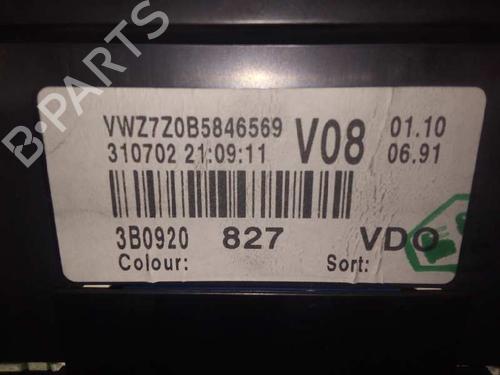 B-PARTS
VWZ7Z0B5846569 V08 01.10
310702 21:09:11 06.91
3B0920 827 VDO
Colour: Sort: